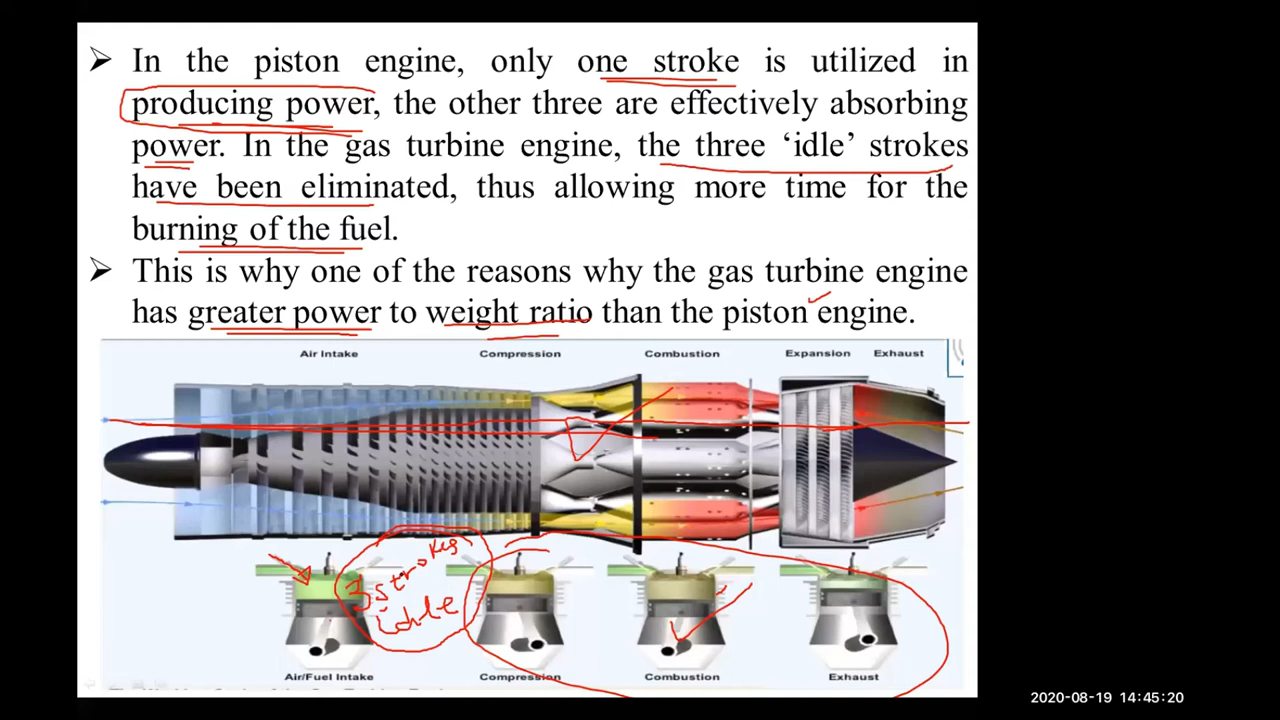 ➢ In the piston engine, only one stroke is utilized in
producing power, the other three are effectively absorbing
power. In the gas turbine engine, the three ‘idle’ strokes
have been eliminated, thus allowing more time for the
burning of the fuel.
➢ This is why one of the reasons why the gas turbine engine
has greater power to weight ratio than the piston engine.
Air Intake Compression Combustion Expansion Exhaust
3 strokes
idle
Air/Fuel Intake Compression Combustion Exhaust
2020-08-19 14:45:20